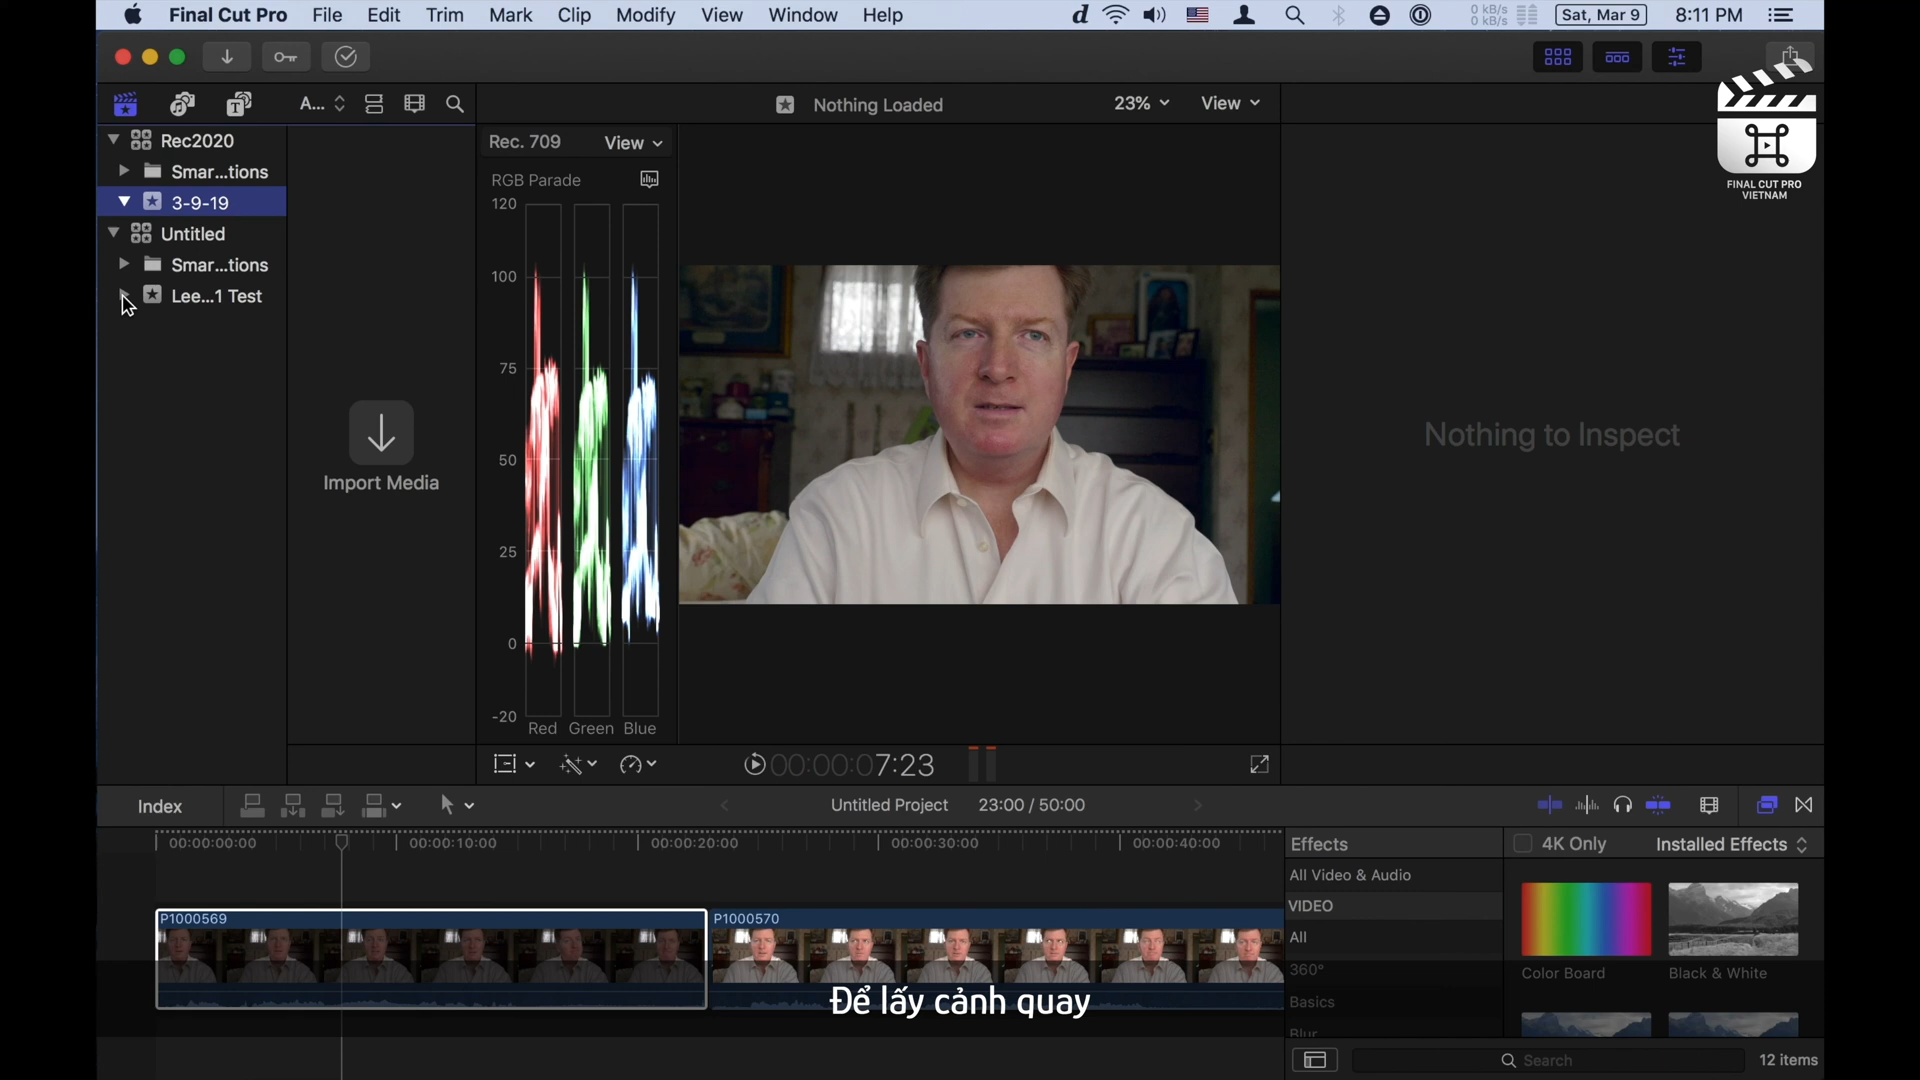 Final Cut Pro File Edit Trim Mark Clip Modify View Window Help
d 0 kB/s 0 kB/s Sat, Mar 9 8:11 PM
A...
Nothing Loaded
23% View
Rec. 709 View
RGB Parade
120
100
75
50
25
0
-20
Red Green Blue
Rec2020
Smar...tions
3-9-19
Untitled
Smar...tions
Lee...1 Test
Import Media
FINAL CUT PRO
VIETNAM
Nothing to Inspect
00:00:07:23
Index
Untitled Project 23:00 / 50:00
00:00:00:00 00:00:10:00 00:00:20:00 00:00:30:00 00:00:40:00
P1000569 P1000570
Để lấy cảnh quay
Effects
4K Only Installed Effects
All Video & Audio
VIDEO
All
360°
Basics
Blur
Color Board Black & White
Search
12 items